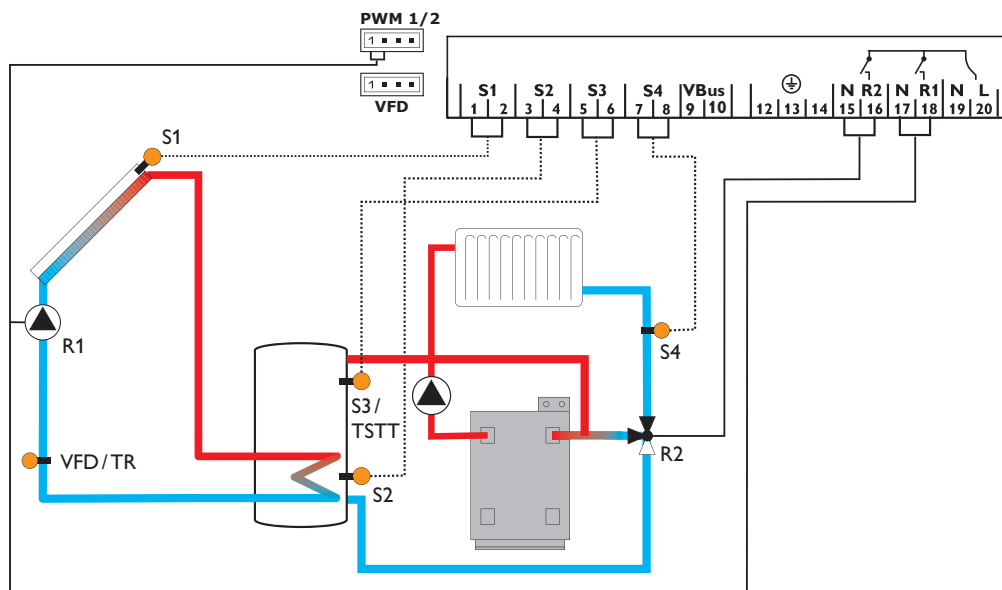 PWM 1/2
1
1
VFD
S1 S2 S3 S4 VBus N R2 N R1 N L
1 2 3 4 5 6 7 8 9 10 12 13 14 15 16 17 18 19 20
S1
R1
S4
S3 /
TSTT
VFD / TR
S2
R2